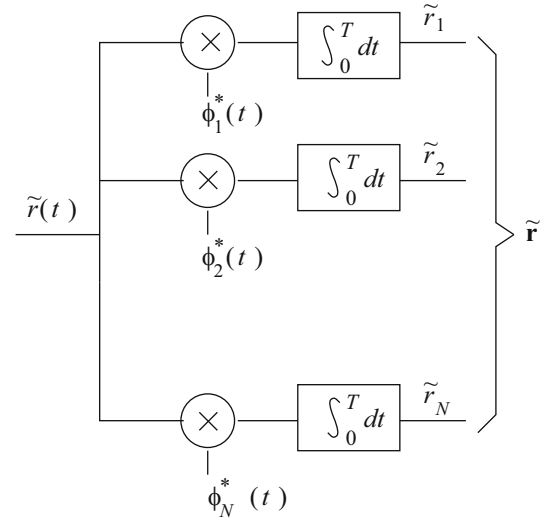 r̃₁
× ∫₀ᵀ dt
ϕ₁*(t)
r̃₂
× ∫₀ᵀ dt
r̃(t)
ϕ₂*(t)
r̃
r̃_N
× ∫₀ᵀ dt
ϕ_N* (t)